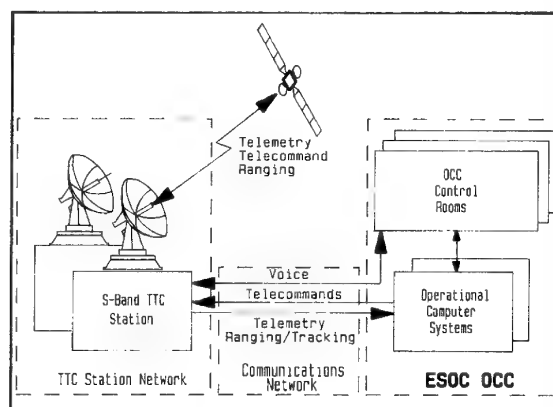 Telemetry
Telecommand
Ranging
OCC
Control
Rooms
Voice
S-Band TTC
Station
Telecommands
Operational
Computer
Systems
Telemetry
Ranging/Tracking
TTC Station Network
Communications
Network
ESOC OCC